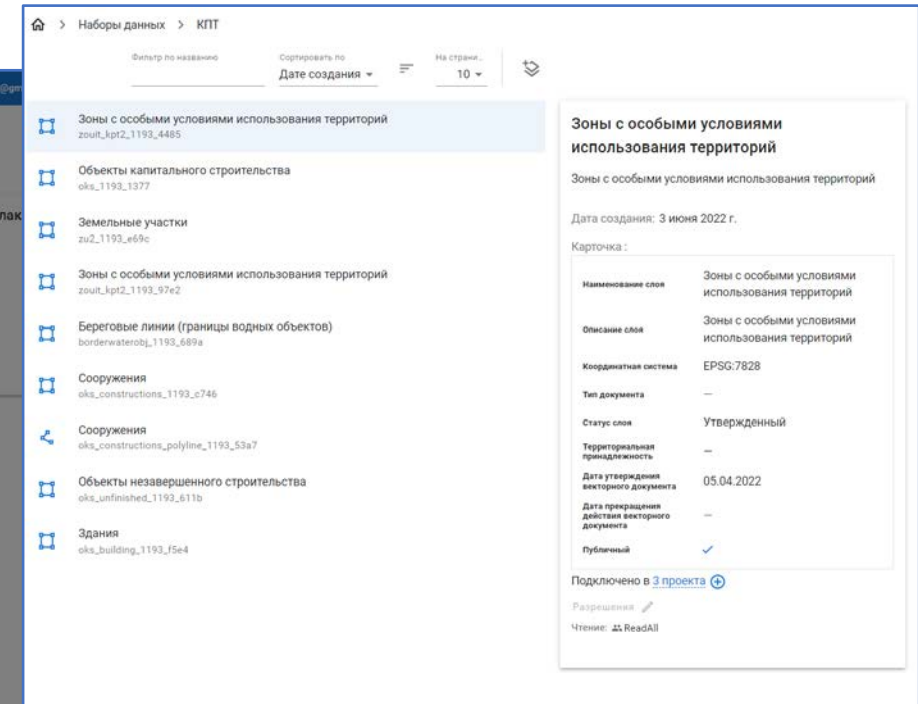 Наборы данных > КПТ
Фильтр по названию
Сортировать по
На страни...
Дате создания
10
Зоны с особыми условиями использования территорий
zouit_kpt2_1193_4485
Объекты капитального строительства
oks_1193_1377
Земельные участки
zu2_1193_e69c
Зоны с особыми условиями использования территорий
zouit_kpt2_1193_97e2
Береговые линии (границы водных объектов)
borderwaterobj_1193_689a
Сооружения
oks_constructions_1193_c746
Сооружения
oks_constructions_polyline_1193_53a7
Объекты незавершенного строительства
oks_unfinished_1193_611b
Здания
oks_building_1193_f5e4
Зоны с особыми условиями
использования территорий
Зоны с особыми условиями использования территорий
Дата создания: 3 июня 2022 г.
Карточка :
Наименование слоя Зоны с особыми условиями
использования территорий
Описание слоя Зоны с особыми условиями
использования территорий
Координатная система EPSG:7828
Тип документа —
Статус слоя Утвержденный
Территориальная
принадлежность —
Дата утверждения
векторного документа 05.04.2022
Дата прекращения
действия векторного
документа —
Публичный
Подключено в 3 проекта
Разрешения
Чтение: ReadAll
@gm
лак